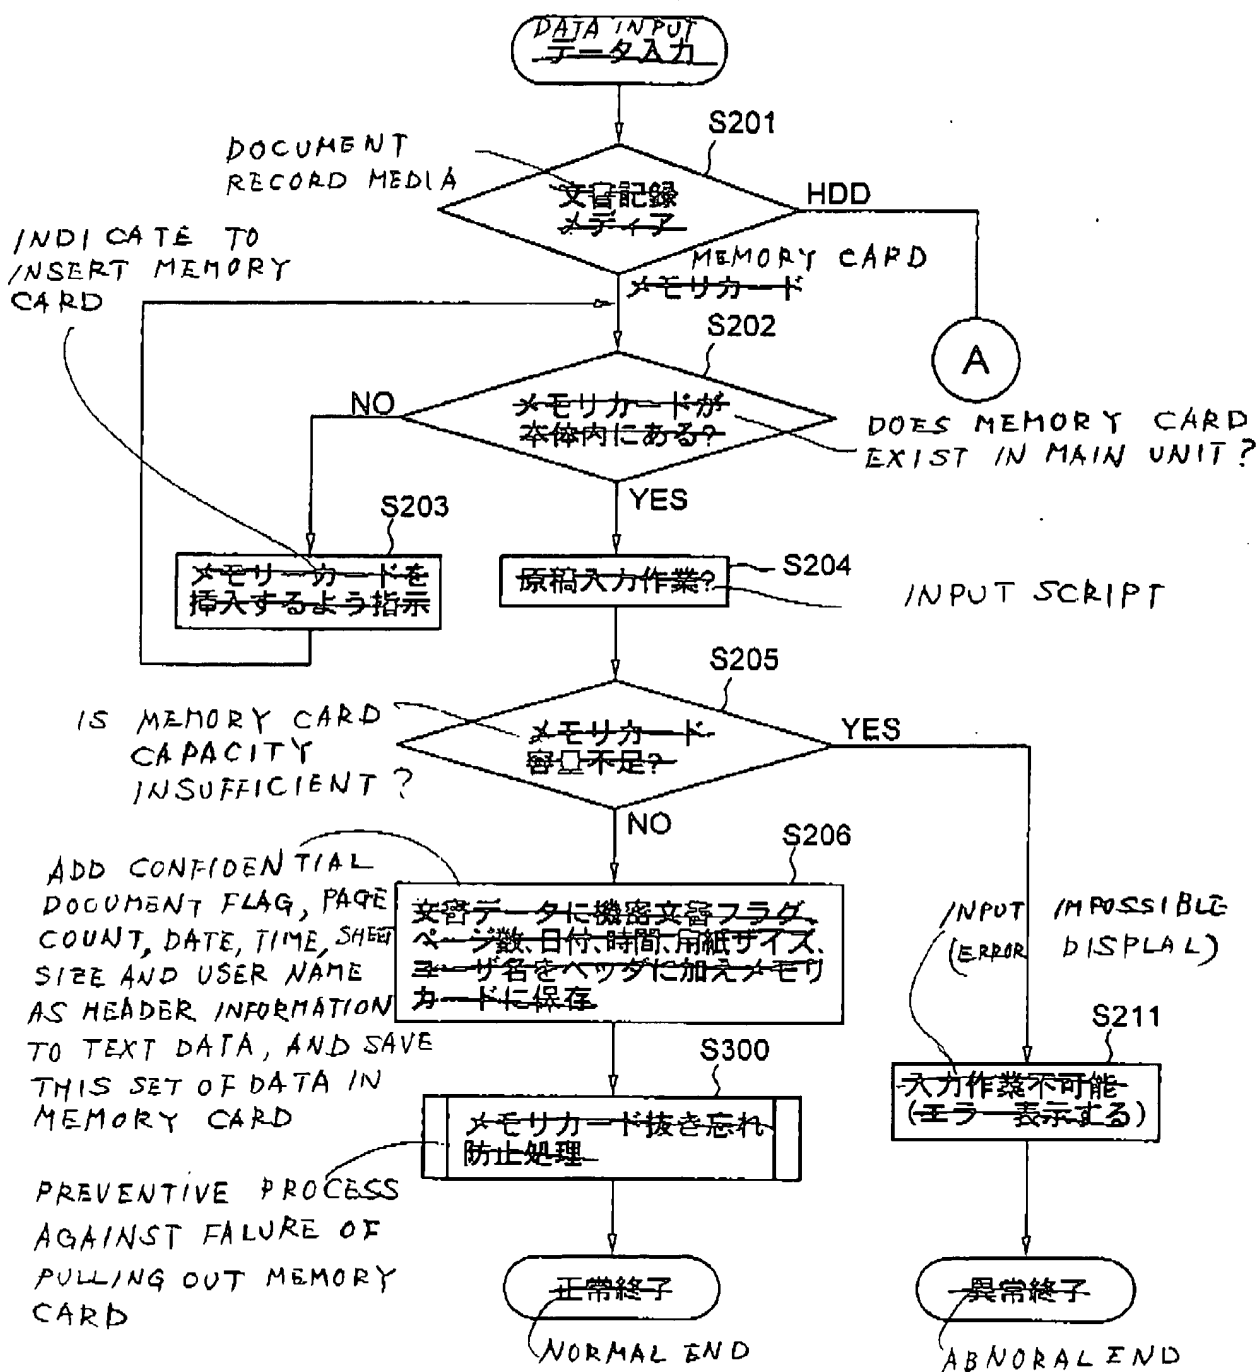 DATA INPUT
データ入力
S201
DOCUMENT
RECORD MEDIA
文書記録
メディア
HDD
INDICATE TO
INSERT MEMORY
CARD
MEMORY CARD
メモリカード
S202
A
NO
メモリカードが
本体内にある?
DOES MEMORY CARD
EXIST IN MAIN UNIT?
YES
S203
メモリーカードを
挿入するよう指示
S204
原稿入力作業?
INPUT SCRIPT
S205
IS MEMORY CARD
CAPACITY
INSUFFICIENT?
メモリカード
容量不足?
YES
NO
S206
ADD CONFIDENTIAL
DOCUMENT FLAG, PAGE
COUNT, DATE, TIME, SHEET
SIZE AND USER NAME
AS HEADER INFORMATION
TO TEXT DATA, AND SAVE
THIS SET OF DATA IN
MEMORY CARD
文書データに機密文書フラグ、
ページ数、日付、時間、用紙サイズ、
ユーザ名をヘッダに加えメモリ
カードに保存
INPUT IMPOSSIBLE
(ERROR DISPLAL)
S211
入力作業不可能
(エラー表示する)
S300
メモリカード抜き忘れ
防止処理
PREVENTIVE PROCESS
AGAINST FALURE OF
PULLING OUT MEMORY
CARD
正常終了
NORMAL END
異常終了
ABNORAL END